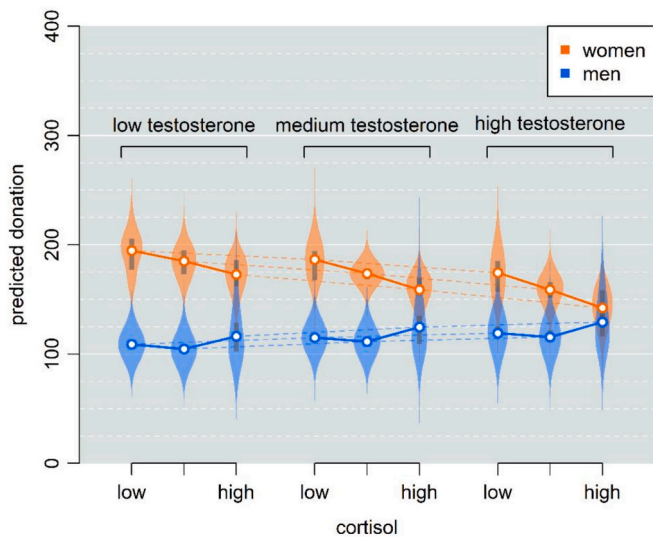 400
women
men
300
low testosterone
medium testosterone
high testosterone
predicted donation
200
100
0
low
high
low
high
low
high
cortisol